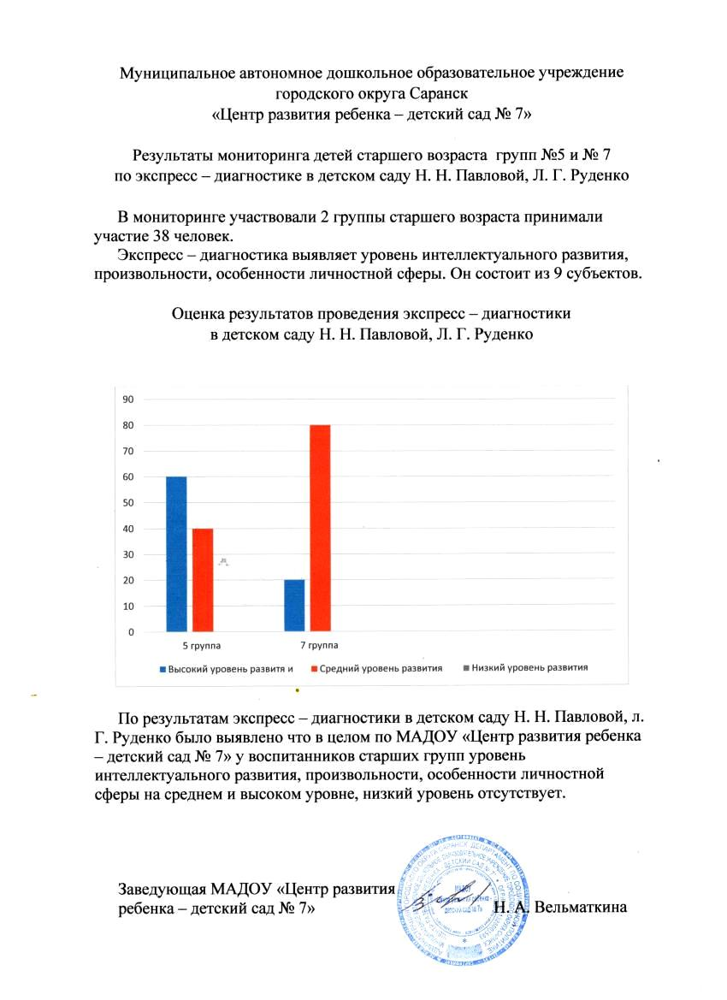 Муниципальное автономное дошкольное образовательное учреждение
городского округа Саранск
«Центр развития ребенка – детский сад № 7»
Результаты мониторинга детей старшего возраста групп №5 и № 7
по экспресс – диагностике в детском саду Н. Н. Павловой, Л. Г. Руденко
В мониторинге участвовали 2 группы старшего возраста принимали
участие 38 человек.
Экспресс – диагностика выявляет уровень интеллектуального развития,
произвольности, особенности личностной сферы. Он состоит из 9 субъектов.
Оценка результатов проведения экспресс – диагностики
в детском саду Н. Н. Павловой, Л. Г. Руденко
90
80
70
60
50
40
30
20
10
0
5 группа 7 группа
Высокий уровень развитя и Средний уровень развития Низкий уровень развития
По результатам экспресс – диагностики в детском саду Н. Н. Павловой, л.
Г. Руденко было выявлено что в целом по МАДОУ «Центр развития ребенка
– детский сад № 7» у воспитанников старших групп уровень
интеллектуального развития, произвольности, особенности личностной
сферы на среднем и высоком уровне, низкий уровень отсутствует.
Заведующая МАДОУ «Центр развития
ребенка – детский сад № 7» Н. А. Вельматкина